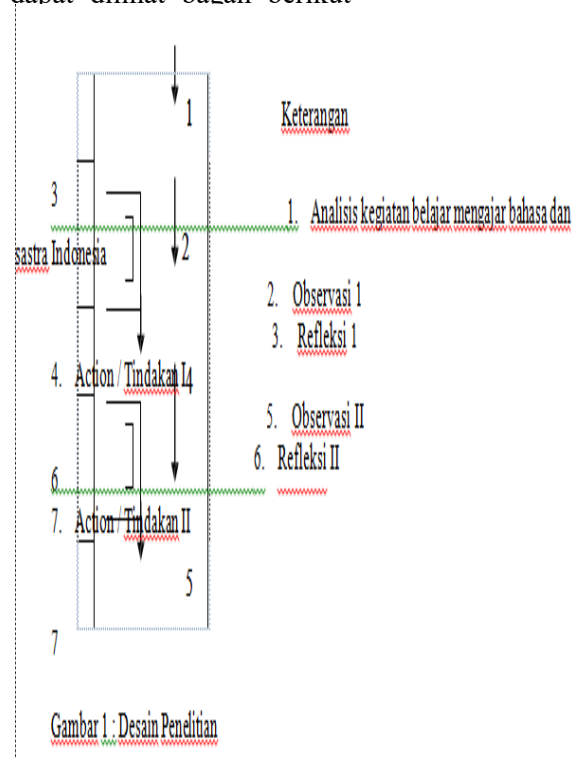 dapat dilihat bagan berikut
1
Keterangan
3
1. Analisis kegiatan belajar mengajar bahasa dan
sastra Indonesia
2
2. Observasi 1
3. Refleksi 1
4. Action / Tindakan I
4
5. Observasi II
6. Refleksi II
6
7. Action / Tindakan II
5
7
Gambar 1 : Desain Penelitian